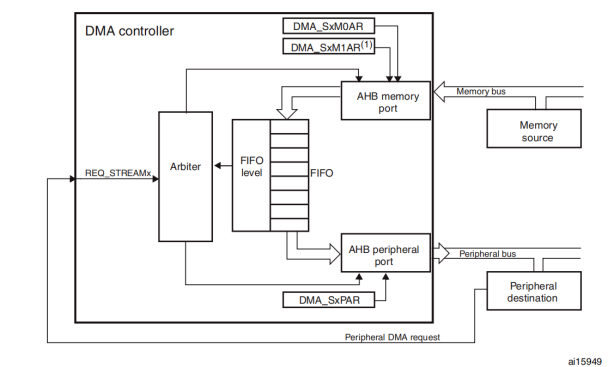 DMA controller
DMA_SxM0AR
DMA_SxM1AR(1)
AHB memory
port
Memory bus
Memory
source
REQ_STREAMx
Arbiter
FIFO
level
FIFO
AHB peripheral
port
Peripheral bus
DMA_SxPAR
Peripheral
destination
Peripheral DMA request
ai15949